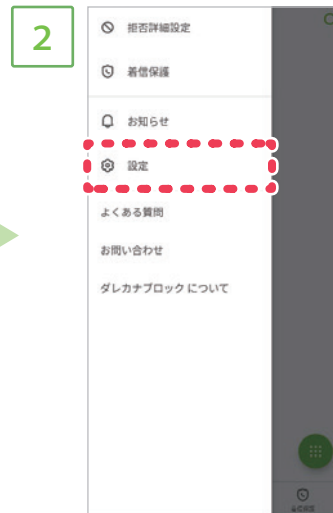 2
拒否詳細設定
着信保護
お知らせ
設定
よくある質問
お問い合わせ
ダレカナブロック について